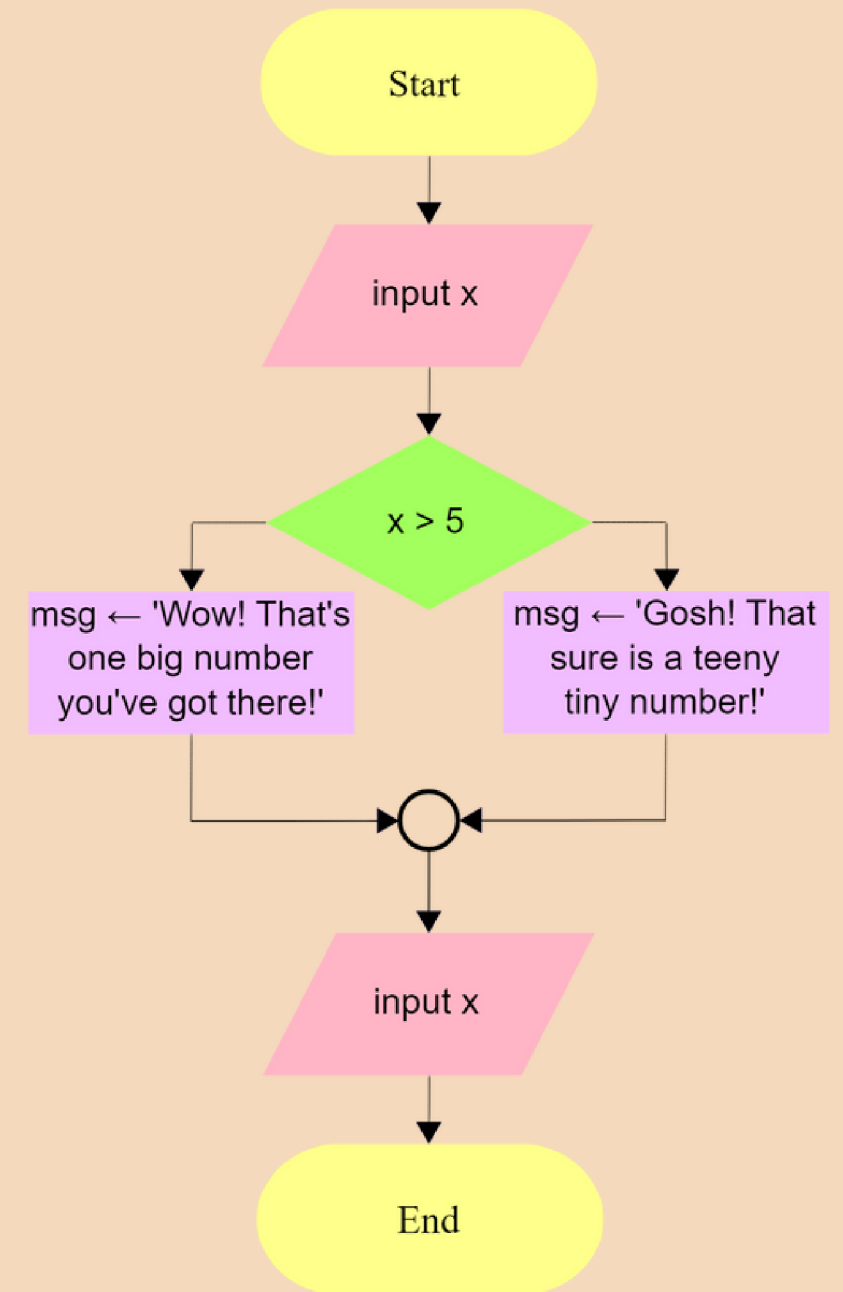 Start
input x
x > 5
msg ← 'Wow! That's
one big number
you've got there!'
msg ← 'Gosh! That
sure is a teeny
tiny number!'
input x
End